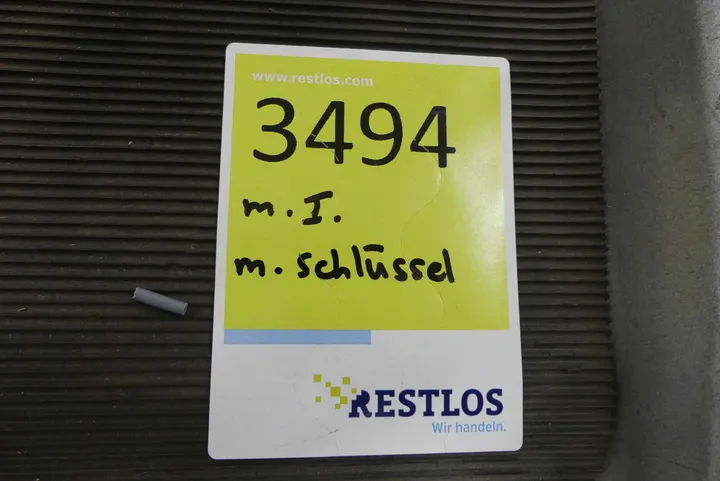 www.restlos.com
3494
m. I.
m. Schlüssel
RESTLOS
Wir handeln.